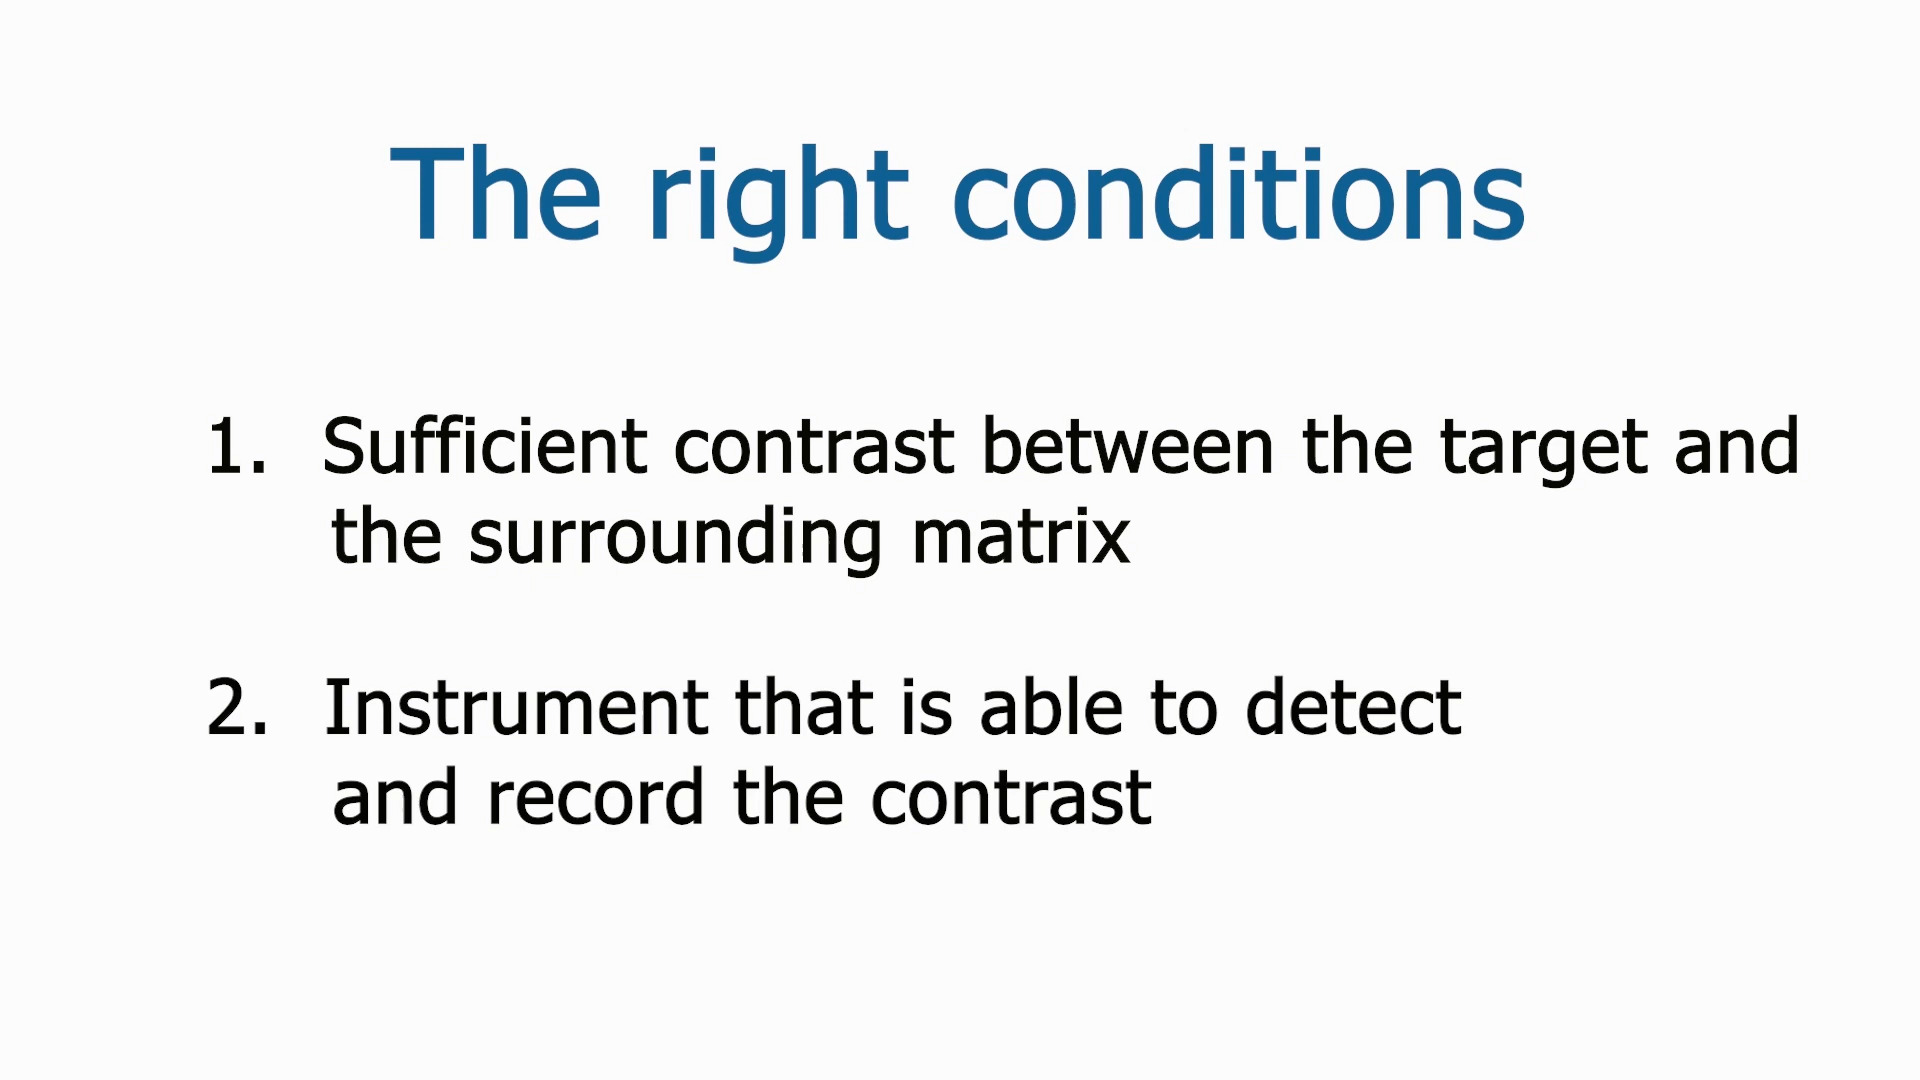 The right conditions
1. Sufficient contrast between the target and
the surrounding matrix
2. Instrument that is able to detect
and record the contrast